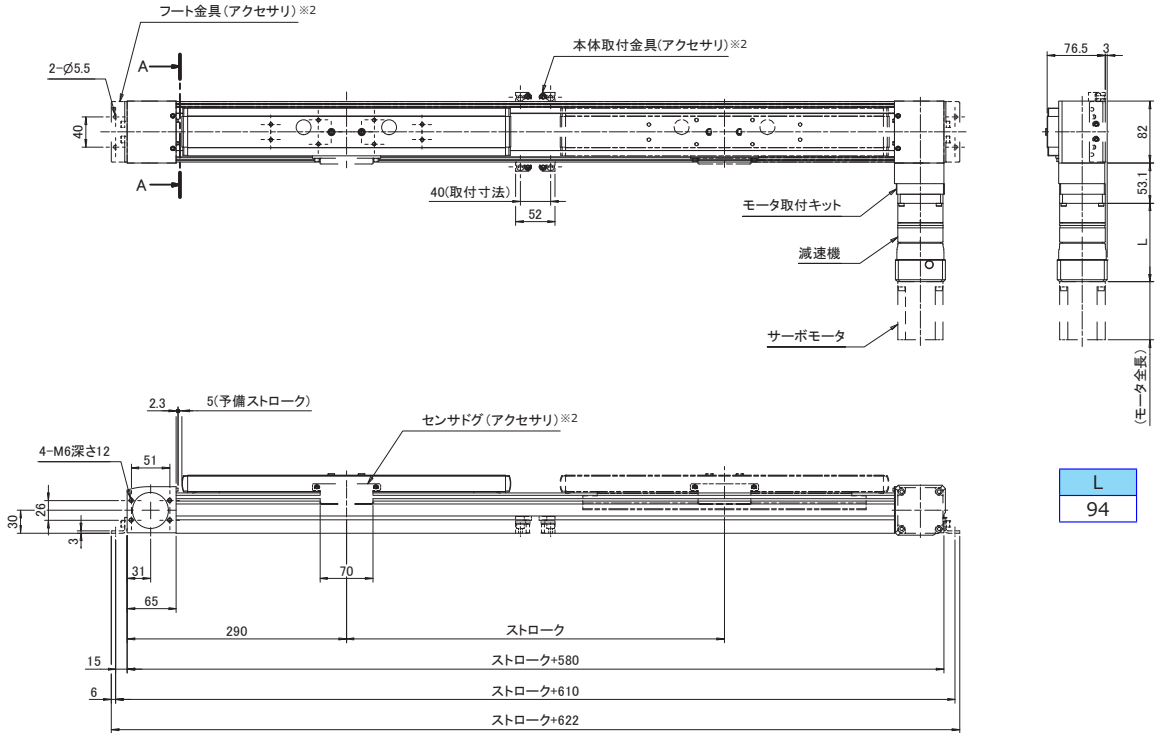 フート金具(アクセサリ)※2
本体取付金具(アクセサリ)※2
A
2-Ø5.5
40
A
40(取付寸法)
52
モータ取付キット
減速機
サーボモータ
76.5
3
82
53.1
L
(モータ全長)
2.3
5(予備ストローク)
センサドグ(アクセサリ)※2
4-M6深さ12
51
26
30
3
31
70
65
290
ストローク
15
ストローク+580
6
ストローク+610
ストローク+622
L
94